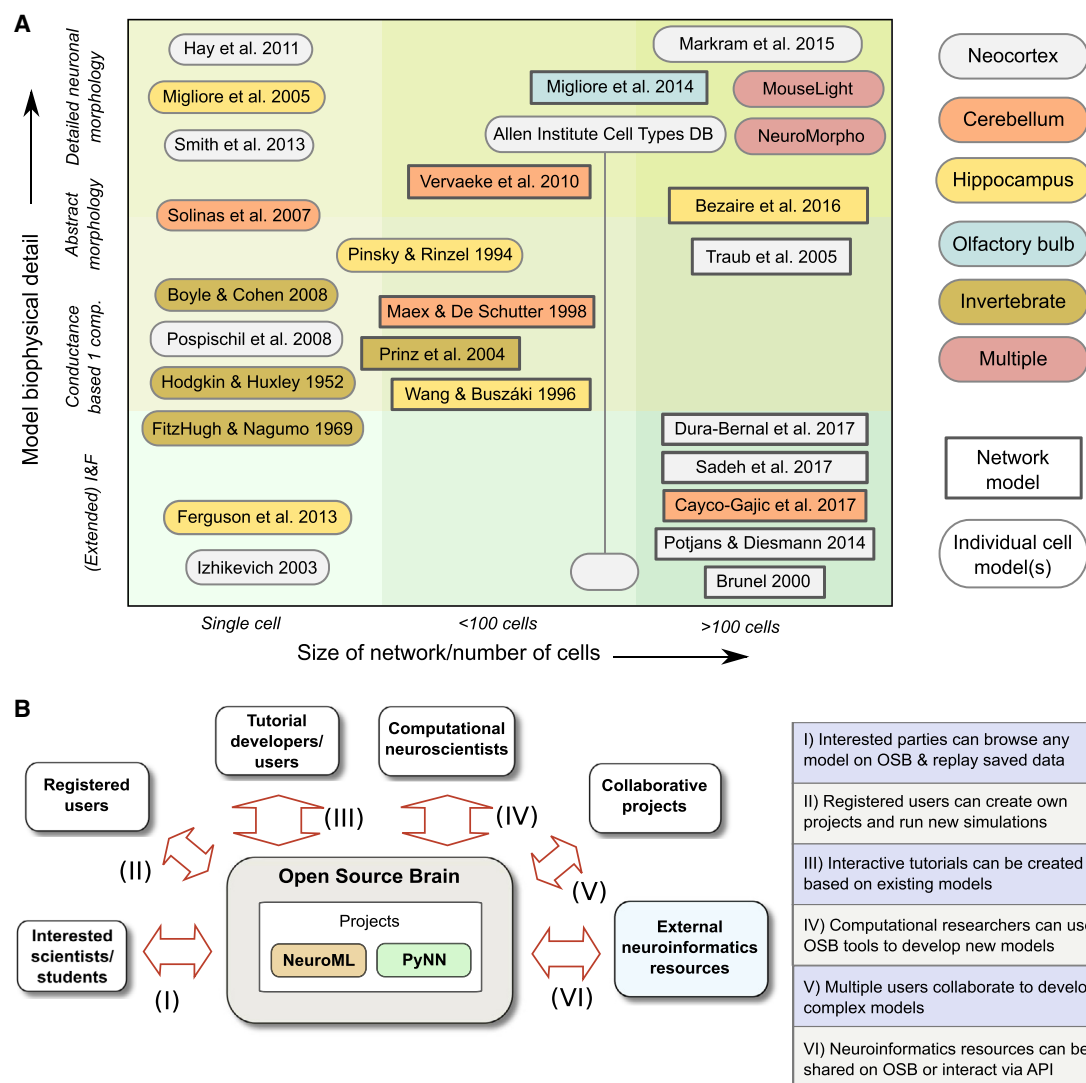 A
Model biophysical detail
Detailed neuronal
morphology
Abstract
morphology
Conductance
based 1 comp.
(Extended) I&F
Hay et al. 2011
Migliore et al. 2005
Smith et al. 2013
Solinas et al. 2007
Pinsky & Rinzel 1994
Boyle & Cohen 2008
Pospischil et al. 2008
Hodgkin & Huxley 1952
FitzHugh & Nagumo 1969
Ferguson et al. 2013
Izhikevich 2003
Markram et al. 2015
Migliore et al. 2014
MouseLight
Allen Institute Cell Types DB
NeuroMorpho
Vervaeke et al. 2010
Bezaire et al. 2016
Traub et al. 2005
Maex & De Schutter 1998
Prinz et al. 2004
Wang & Buszáki 1996
Dura-Bernal et al. 2017
Sadeh et al. 2017
Cayco-Gajic et al. 2017
Potjans & Diesmann 2014
Brunel 2000
Single cell
<100 cells
>100 cells
Size of network/number of cells
Neocortex
Cerebellum
Hippocampus
Olfactory bulb
Invertebrate
Multiple
Network
model
Individual cell
model(s)
B
Registered
users
Tutorial
developers/
users
Computational
neuroscientists
Collaborative
projects
(II)
(III)
(IV)
(V)
Interested
scientists/
students
(I)
Open Source Brain
Projects
NeuroML
PyNN
(VI)
External
neuroinformatics
resources
I) Interested parties can browse any
model on OSB & replay saved data
II) Registered users can create own
projects and run new simulations
III) Interactive tutorials can be created
based on existing models
IV) Computational researchers can use
OSB tools to develop new models
V) Multiple users collaborate to develo
complex models
VI) Neuroinformatics resources can be
shared on OSB or interact via API